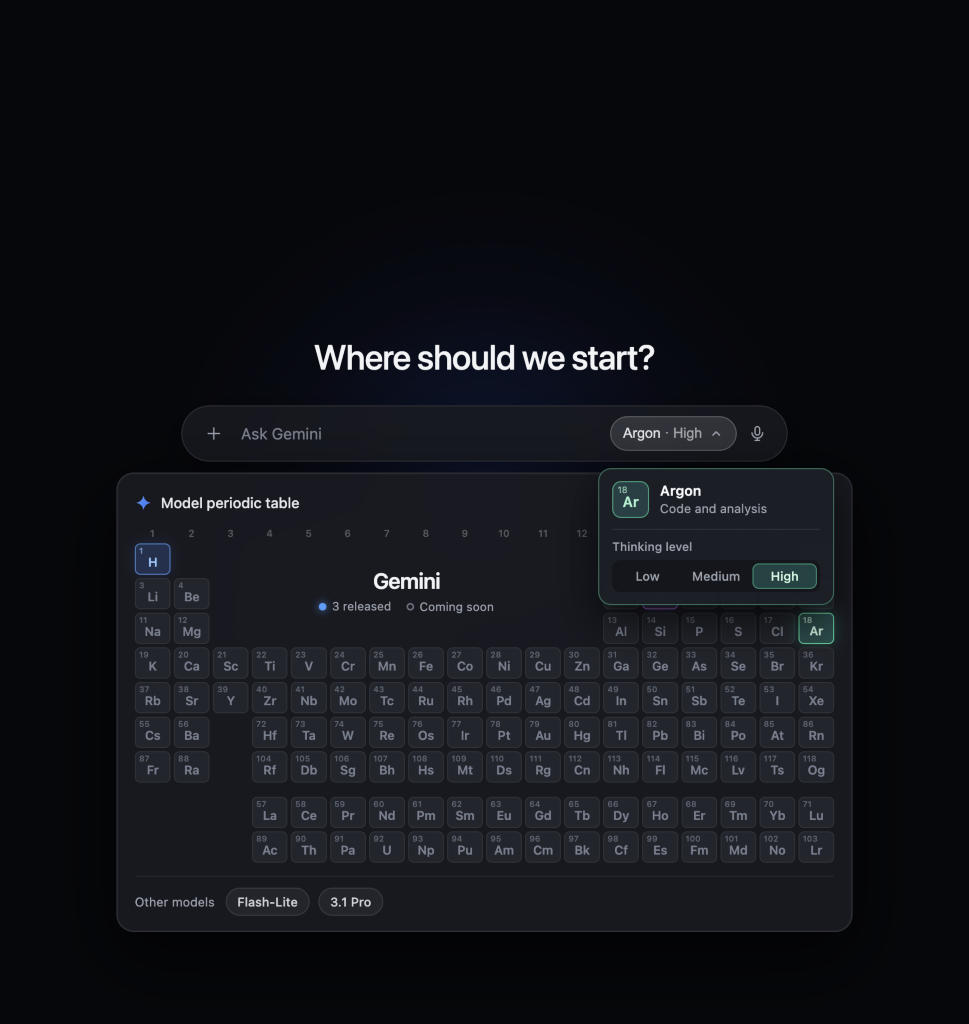 Where should we start?
Ask Gemini
Argon · High
Model periodic table
18
Ar
Argon
Code and analysis
Thinking level
Low Medium High
1 2 3 4 5 6 7 8 9 10 11 12
1 H
Gemini
3 released Coming soon
3 Li 4 Be
11 Na 12 Mg 13 Al 14 Si 15 P 16 S 17 Cl 18 Ar
19 K 20 Ca 21 Sc 22 Ti 23 V 24 Cr 25 Mn 26 Fe 27 Co 28 Ni 29 Cu 30 Zn 31 Ga 32 Ge 33 As 34 Se 35 Br 36 Kr
37 Rb 38 Sr 39 Y 40 Zr 41 Nb 42 Mo 43 Tc 44 Ru 45 Rh 46 Pd 47 Ag 48 Cd 49 In 50 Sn 51 Sb 52 Te 53 I 54 Xe
55 Cs 56 Ba 72 Hf 73 Ta 74 W 75 Re 76 Os 77 Ir 78 Pt 79 Au 80 Hg 81 Tl 82 Pb 83 Bi 84 Po 85 At 86 Rn
87 Fr 88 Ra 104 Rf 105 Db 106 Sg 107 Bh 108 Hs 109 Mt 110 Ds 111 Rg 112 Cn 113 Nh 114 Fl 115 Mc 116 Lv 117 Ts 118 Og
57 La 58 Ce 59 Pr 60 Nd 61 Pm 62 Sm 63 Eu 64 Gd 65 Tb 66 Dy 67 Ho 68 Er 69 Tm 70 Yb 71 Lu
89 Ac 90 Th 91 Pa 92 U 93 Np 94 Pu 95 Am 96 Cm 97 Bk 98 Cf 99 Es 100 Fm 101 Md 102 No 103 Lr
Other models Flash-Lite 3.1 Pro